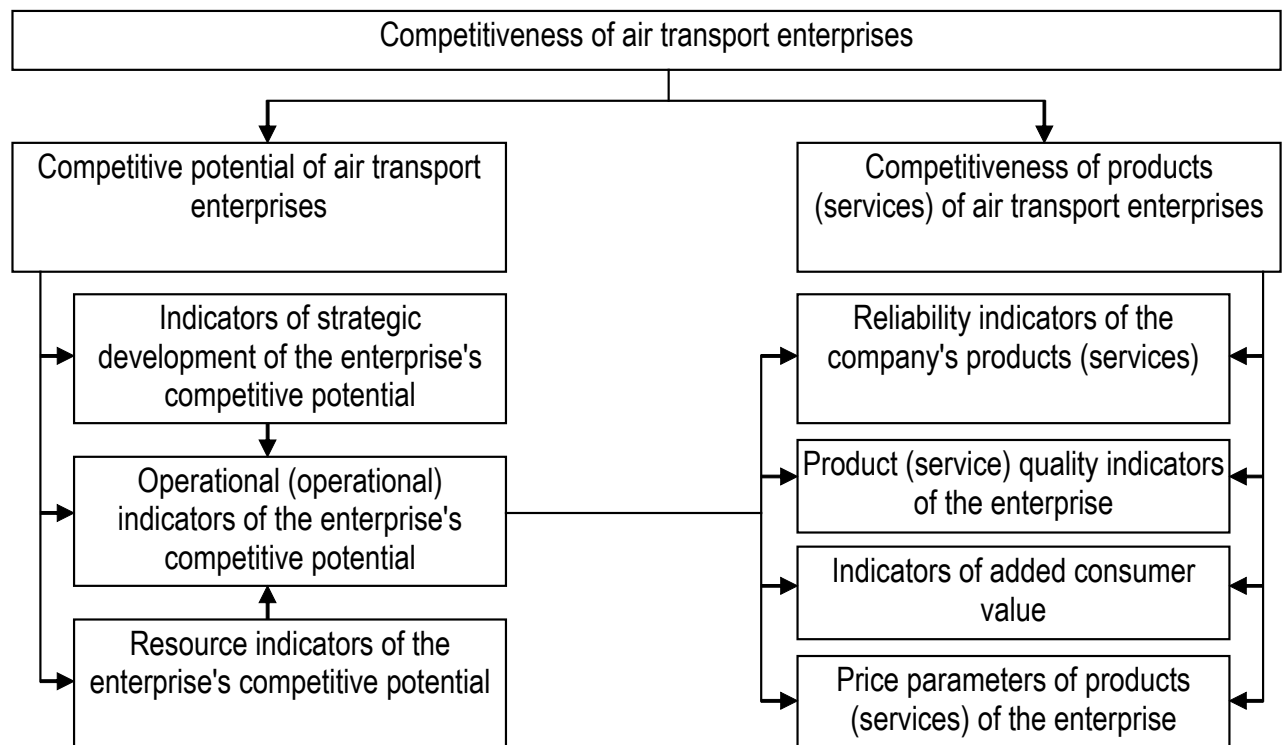 Competitiveness of air transport enterprises
Competitive potential of air transport
enterprises
Competitiveness of products
(services) of air transport enterprises
Indicators of strategic
development of the enterprise's
competitive potential
Reliability indicators of the
company's products (services)
Operational (operational)
indicators of the enterprise's
competitive potential
Product (service) quality indicators
of the enterprise
Indicators of added consumer
value
Resource indicators of the
enterprise's competitive potential
Price parameters of products
(services) of the enterprise